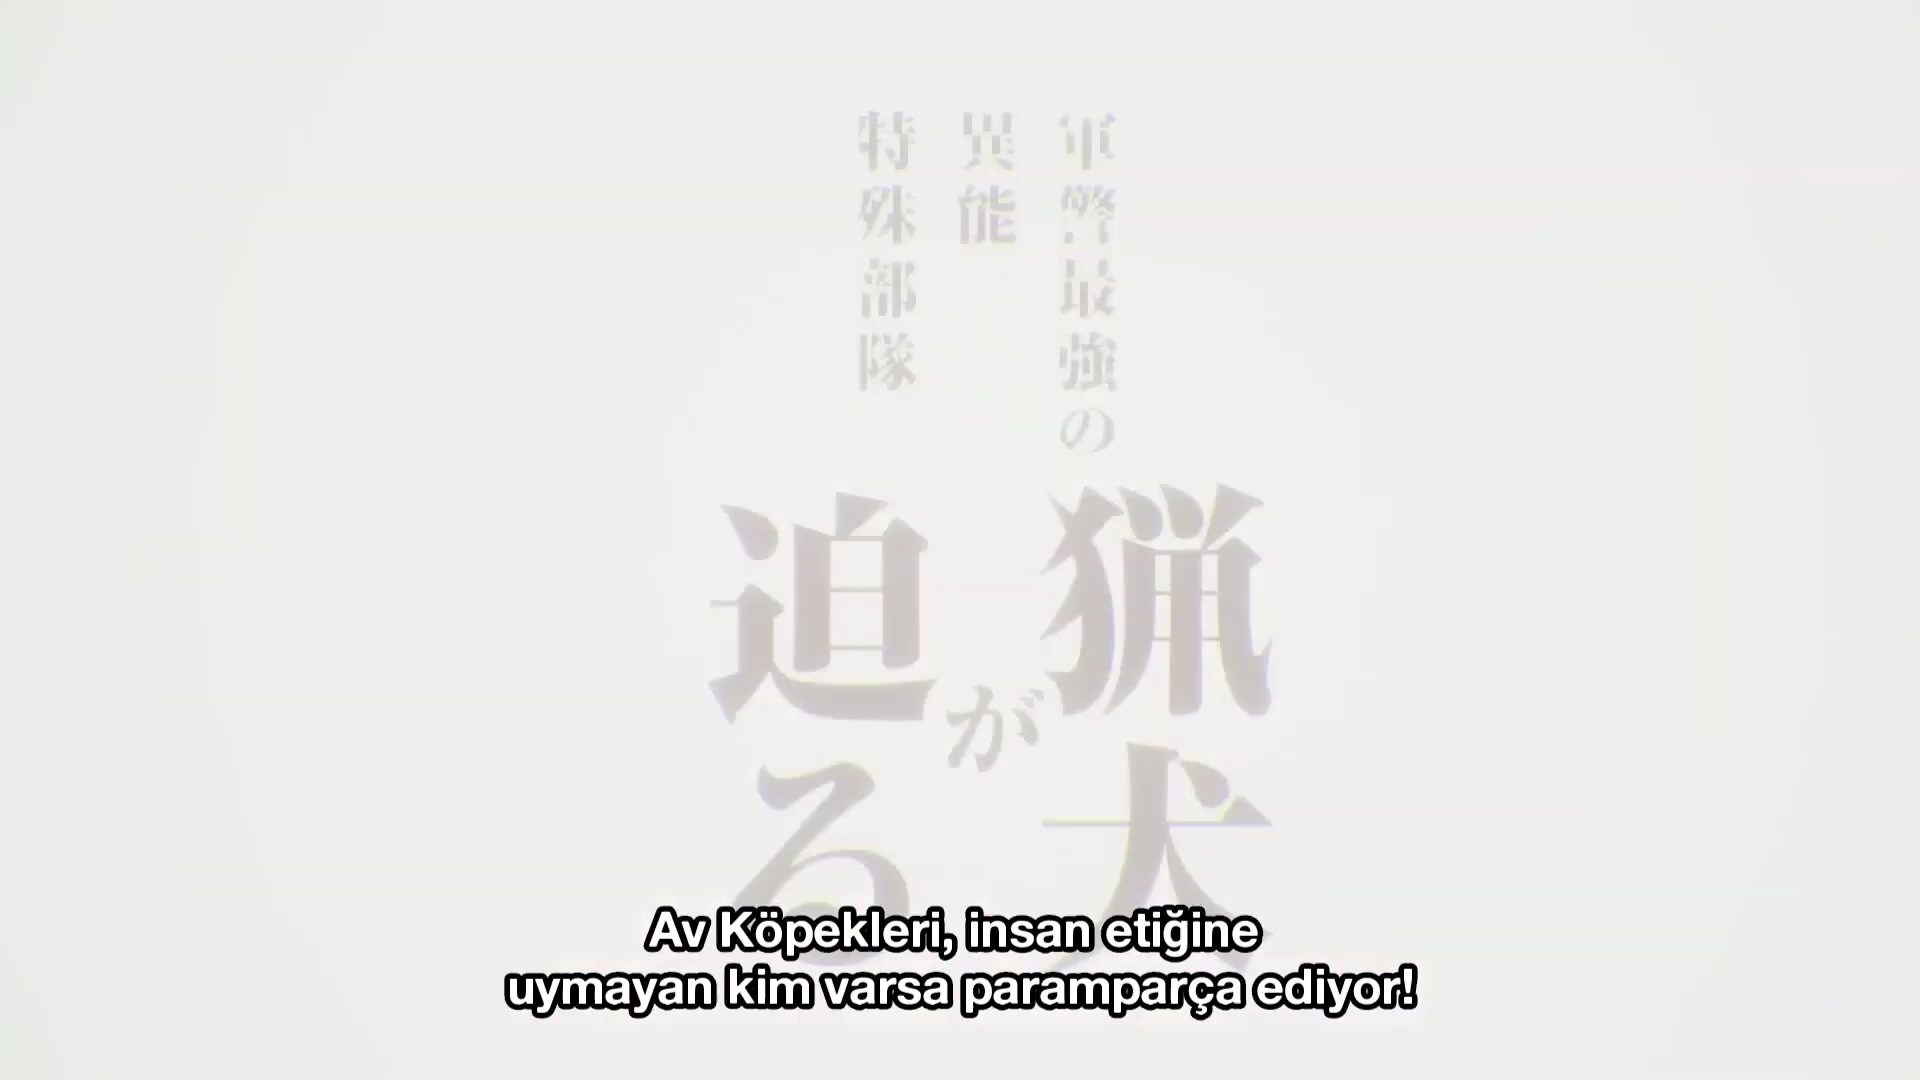 軍警最強の
異能
特殊部隊
猟犬
が
迫る
Av Köpekleri, insan etiğine
uymayan kim varsa paramparça ediyor!